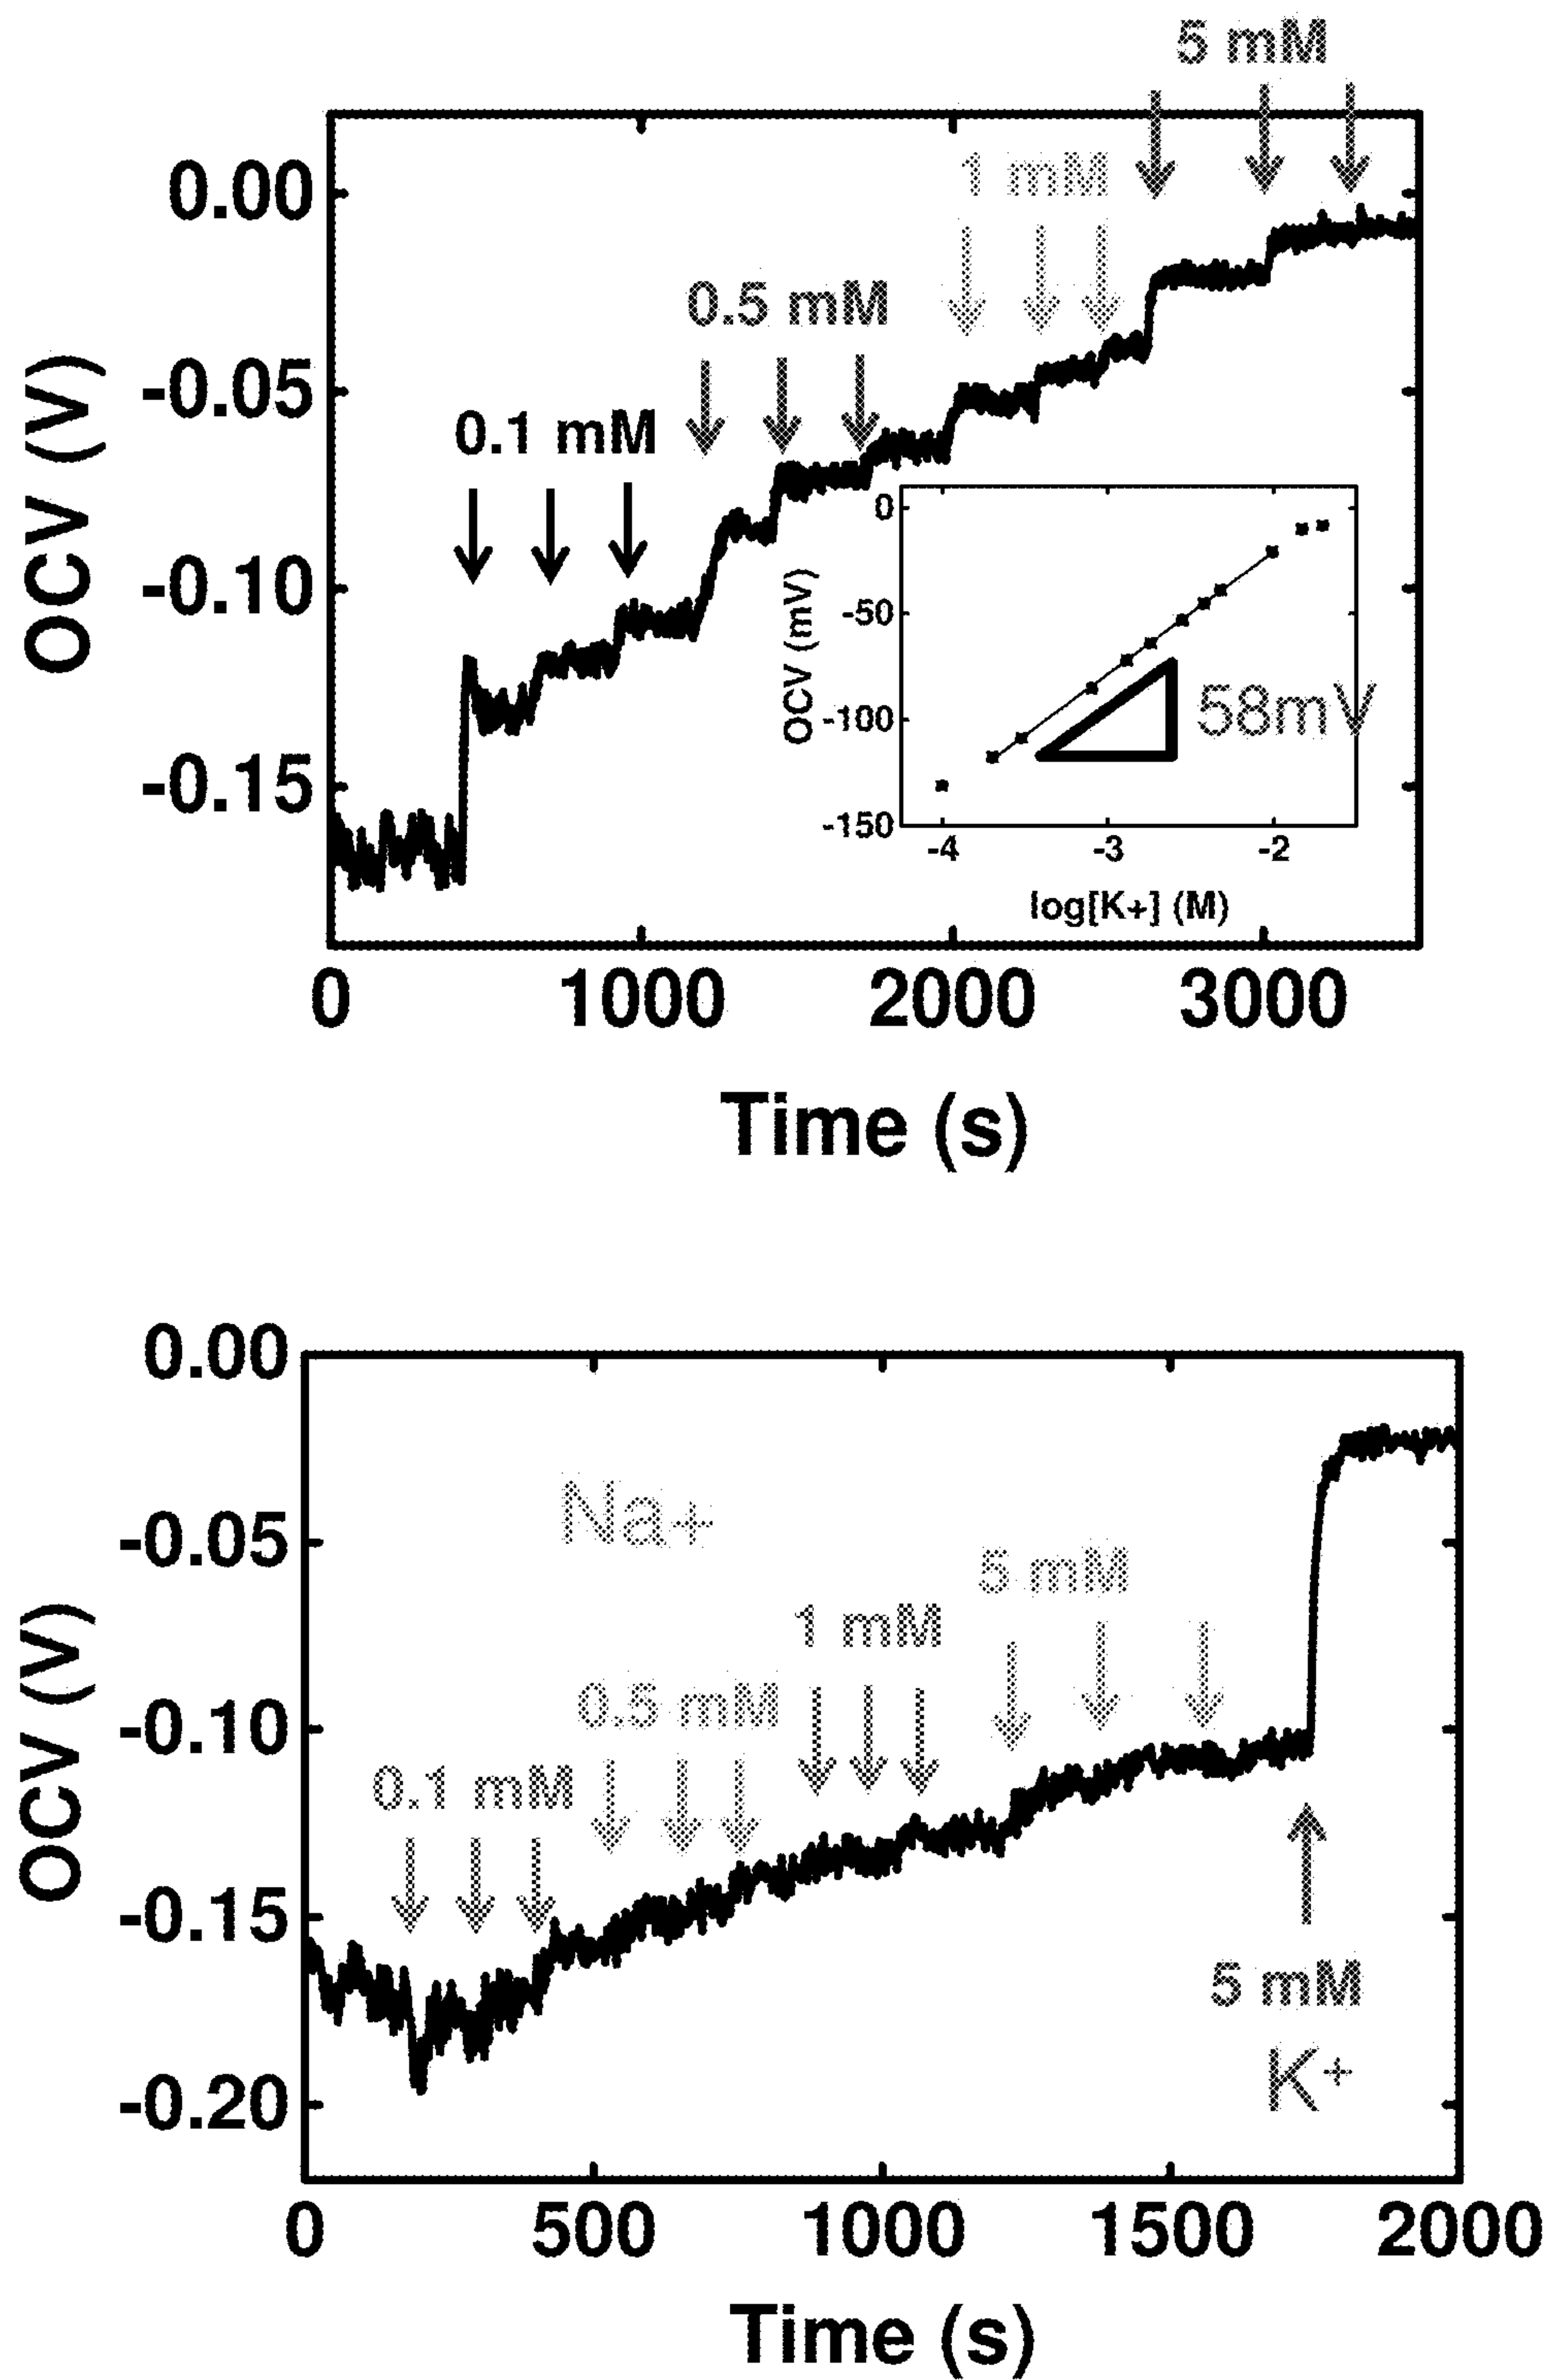 5 mM
0.00
1 mM
0.5 mM
-0.05
0.1 mM
OCV (V)
-0.10
-0.15
0
-50
-100
-150
OCV (mV)
58mV
-4 -3 -2
log[K+] (M)
0 1000 2000 3000
Time (s)
0.00
Na+
-0.05
5 mM
1 mM
0.5 mM
-0.10
0.1 mM
OCV (V)
-0.15
5 mM
K+
-0.20
0 500 1000 1500 2000
Time (s)